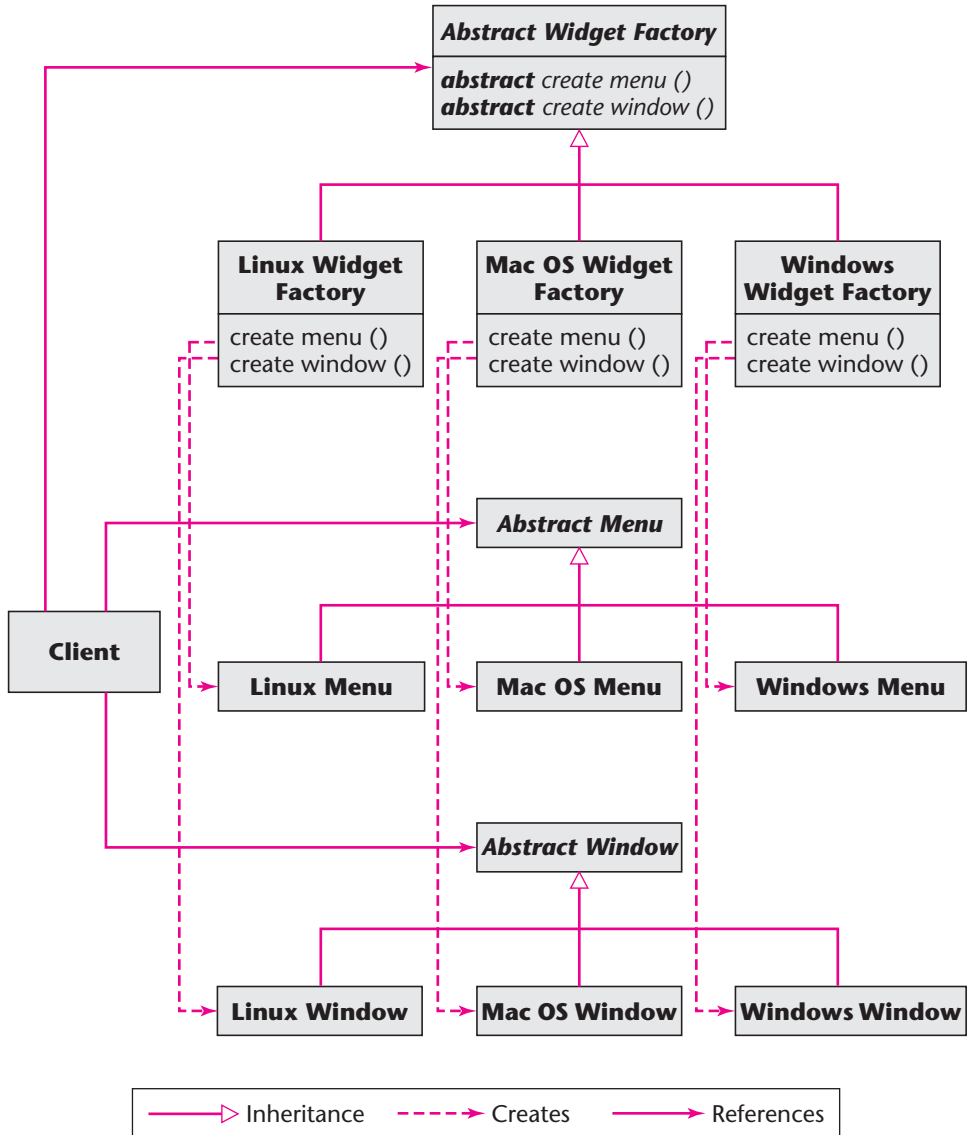 Abstract Widget Factory
abstract create menu ()
abstract create window ()
Linux Widget
Factory
create menu ()
create window ()
Mac OS Widget
Factory
create menu ()
create window ()
Windows
Widget Factory
create menu ()
create window ()
Abstract Menu
Client
Linux Menu
Mac OS Menu
Windows Menu
Abstract Window
Linux Window
Mac OS Window
Windows Window
Inheritance
Creates
References